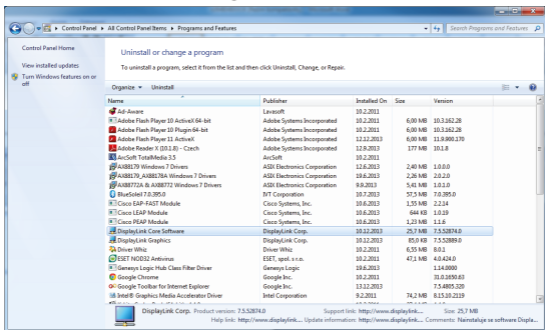 Control Panel ▸ All Control Panel Items ▸ Programs and Features
Search Programs and Features
Control Panel Home
View installed updates
Turn Windows features on or off
Uninstall or change a program
To uninstall a program, select it from the list and then click Uninstall, Change, or Repair.
Organize Uninstall
Name Publisher Installed On Size Version
Ad-Aware Lavasoft 10.2.2011
Adobe Flash Player 10 ActiveX 64-bit Adobe Systems Incorporated 10.2.2011 6,00 MB 10.3.162.28
Adobe Flash Player 10 Plugin 64-bit Adobe Systems Incorporated 10.2.2011 6,00 MB 10.3.162.28
Adobe Flash Player 11 ActiveX Adobe Systems Incorporated 12.12.2013 6,00 MB 11.9.900.170
Adobe Reader X (10.1.8) - Czech Adobe Systems Incorporated 12.9.2013 177 MB 10.1.8
ArcSoft TotalMedia 3.5 ArcSoft 10.2.2011
AX88179 Windows 7 Drivers ASIX Electronics Corporation 12.6.2013 2,40 MB 1.0.0.0
AX88179_AX88178A Windows 7 Drivers ASIX Electronics Corporation 19.6.2013 2,26 MB 2.0.2.0
AX88772A & AX88772 Windows 7 Drivers ASIX Electronics Corporation 9.9.2013 5,41 MB 1.0.1.0
BlueSoleil 7.0.395.0 IVT Corporation 10.7.2013 57,5 MB 7.0.395.0
Cisco EAP-FAST Module Cisco Systems, Inc. 10.6.2013 1,55 MB 2.2.14
Cisco LEAP Module Cisco Systems, Inc. 10.6.2013 644 KB 1.0.19
Cisco PEAP Module Cisco Systems, Inc. 10.6.2013 1,23 MB 1.1.6
DisplayLink Core Software DisplayLink Corp. 10.12.2013 25,7 MB 7.5.52874.0
DisplayLink Graphics DisplayLink Corp. 10.12.2013 85,0 KB 7.5.52889.0
Driver Whiz Driver Whiz 10.2.2011 6,55 MB 8.0.1
ESET NOD32 Antivirus ESET, spol. s r.o. 10.2.2011 47,1 MB 4.0.424.0
Genesys Logic Hub Class Filter Driver Genesys Logic 19.6.2013 1.14.0000
Google Chrome Google Inc. 10.2.2011 31.0.1650.63
Google Toolbar for Internet Explorer Google Inc. 13.12.2013 7.5.4805.320
Intel® Graphics Media Accelerator Driver Intel Corporation 9.2.2011 74,2 MB 8.15.10.2119
DisplayLink Corp. Product version: 7.5.52874.0 Support link: http://www.displaylink.... Size: 25,7 MB
Help link: http://www.displaylink.... Update information: http://www.displaylink.... Comments: Nainstaluje se software Displa...